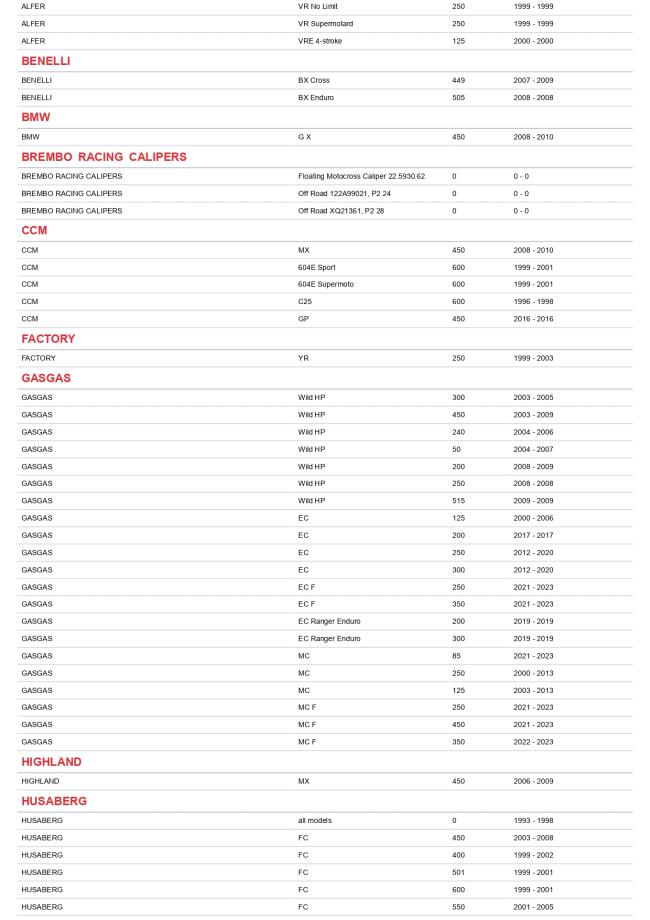 ALFER VR No Limit 250 1999 - 1999
ALFER VR Supermotard 250 1999 - 1999
ALFER VRE 4-stroke 125 2000 - 2000
BENELLI
BENELLI BX Cross 449 2007 - 2009
BENELLI BX Enduro 505 2008 - 2008
BMW
BMW G X 450 2008 - 2010
BREMBO RACING CALIPERS
BREMBO RACING CALIPERS Floating Motocross Caliper 22.5930.62 0 0 - 0
BREMBO RACING CALIPERS Off Road 122A99021, P2 24 0 0 - 0
BREMBO RACING CALIPERS Off Road XQ21361, P2 28 0 0 - 0
CCM
CCM MX 450 2008 - 2010
CCM 604E Sport 600 1999 - 2001
CCM 604E Supermoto 600 1999 - 2001
CCM C25 600 1996 - 1998
CCM GP 450 2016 - 2016
FACTORY
FACTORY YR 250 1999 - 2003
GASGAS
GASGAS Wild HP 300 2003 - 2005
GASGAS Wild HP 450 2003 - 2009
GASGAS Wild HP 240 2004 - 2006
GASGAS Wild HP 50 2004 - 2007
GASGAS Wild HP 200 2008 - 2009
GASGAS Wild HP 250 2008 - 2008
GASGAS Wild HP 515 2009 - 2009
GASGAS EC 125 2000 - 2006
GASGAS EC 200 2017 - 2017
GASGAS EC 250 2012 - 2020
GASGAS EC 300 2012 - 2020
GASGAS EC F 250 2021 - 2023
GASGAS EC F 350 2021 - 2023
GASGAS EC Ranger Enduro 200 2019 - 2019
GASGAS EC Ranger Enduro 300 2019 - 2019
GASGAS MC 85 2021 - 2023
GASGAS MC 250 2000 - 2013
GASGAS MC 125 2003 - 2013
GASGAS MC F 250 2021 - 2023
GASGAS MC F 450 2021 - 2023
GASGAS MC F 350 2022 - 2023
HIGHLAND
HIGHLAND MX 450 2006 - 2009
HUSABERG
HUSABERG all models 0 1993 - 1998
HUSABERG FC 450 2003 - 2008
HUSABERG FC 400 1999 - 2002
HUSABERG FC 501 1999 - 2001
HUSABERG FC 600 1999 - 2001
HUSABERG FC 550 2001 - 2005